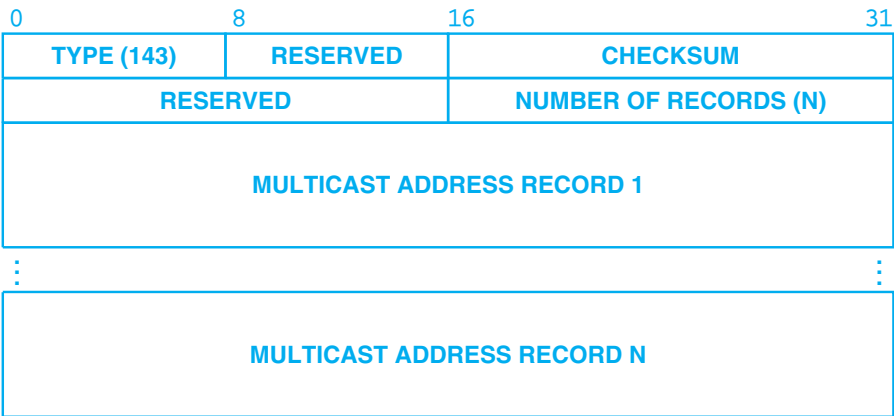 0 8 16 31
TYPE (143) RESERVED CHECKSUM
RESERVED NUMBER OF RECORDS (N)
MULTICAST ADDRESS RECORD 1
MULTICAST ADDRESS RECORD N